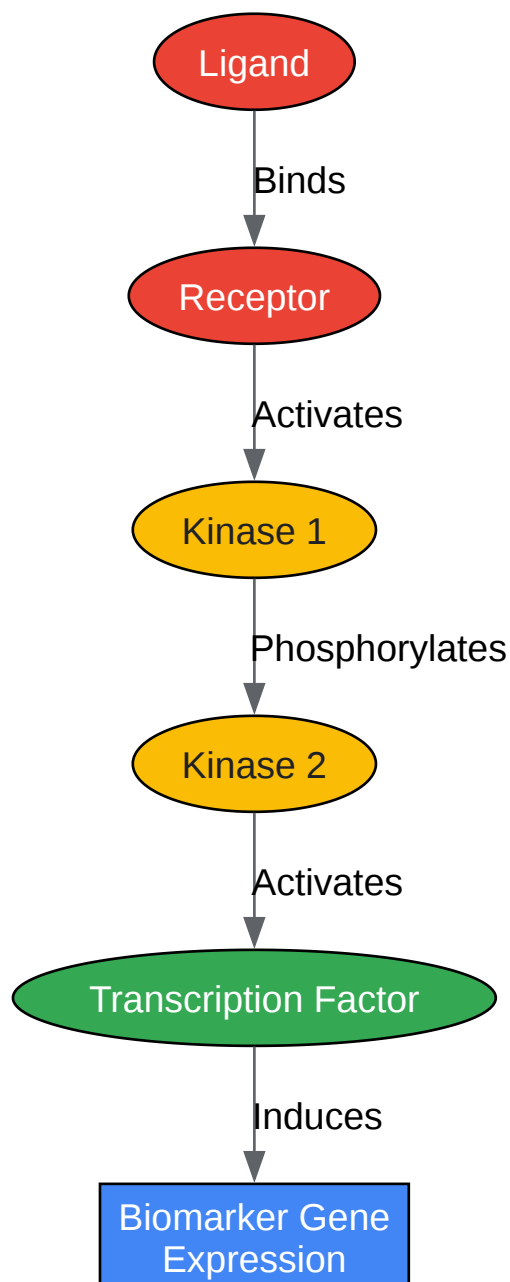 Ligand
Binds
Receptor
Activates
Kinase 1
Phosphorylates
Kinase 2
Activates
Transcription Factor
Induces
Biomarker Gene
Expression